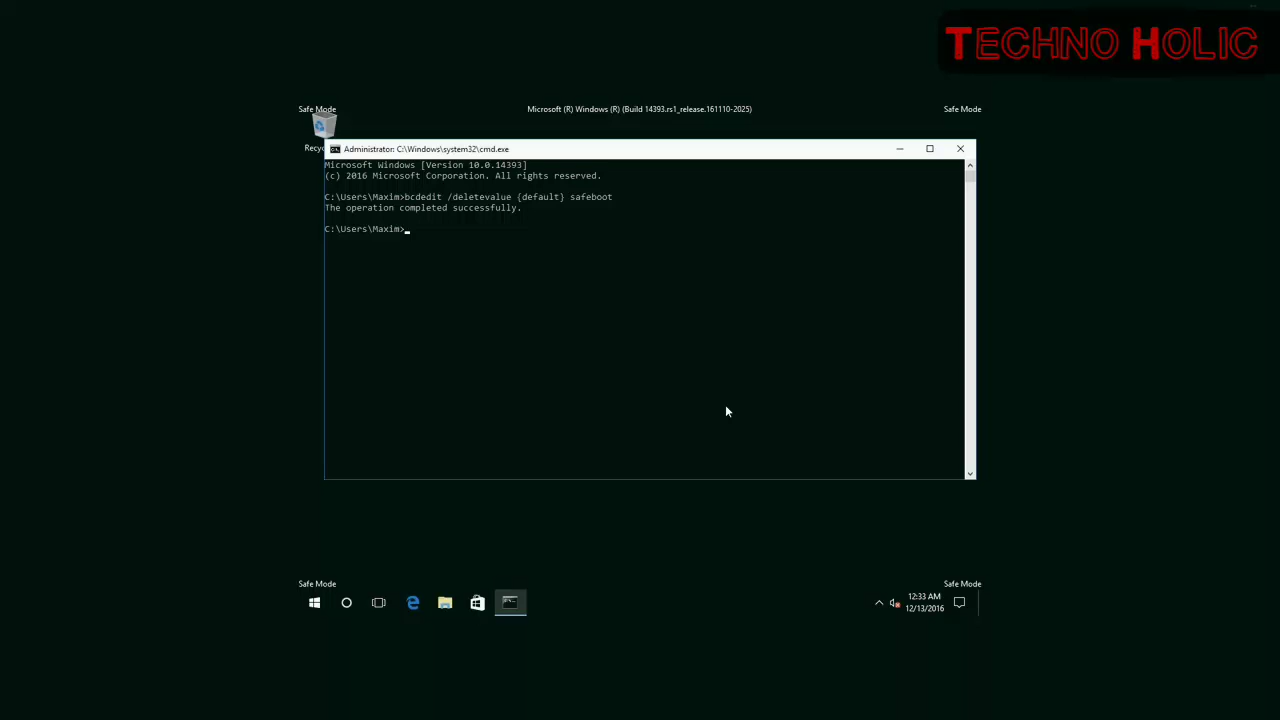 TECHNO HOLIC
Safe Mode
Microsoft (R) Windows (R) (Build 14393.rs1_release.161110-2025)
Safe Mode
Recyc
Administrator: C:\Windows\system32\cmd.exe
Microsoft Windows [Version 10.0.14393]
(c) 2016 Microsoft Corporation. All rights reserved.
C:\Users\Maxim>bcdedit /deletevalue {default} safeboot
The operation completed successfully.
C:\Users\Maxim>
Safe Mode
Safe Mode
12:33 AM
12/13/2016